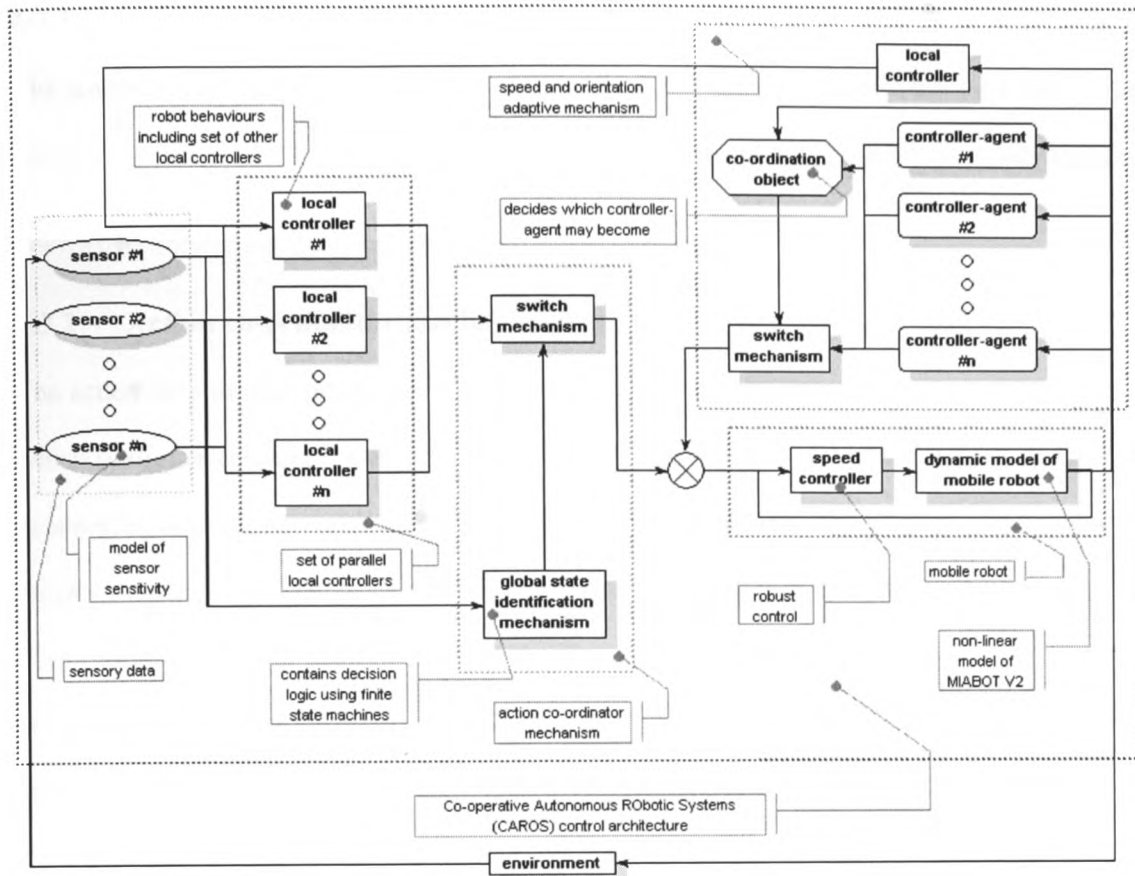 local
controller
speed and orientation
adaptive mechanism
robot behaviours
including set of other
local controllers
controller-agent
#1
co-ordination
object
local
controller
#1
decides which controller-
agent may become
controller-agent
#2
sensor #1
sensor #2
local
controller
#2
switch
mechanism
switch
mechanism
controller-agent
#n
sensor #n
local
controller
#n
speed
controller
dynamic model of
mobile robot
model of
sensor
sensitivity
set of parallel
local controllers
global state
identification
mechanism
mobile robot
robust
control
non-linear
model of
MIABOT V2
sensory data
contains decision
logic using finite
state machines
action co-ordinator
mechanism
Co-operative Autonomous RObotic Systems
(CAROS) control architecture
environment